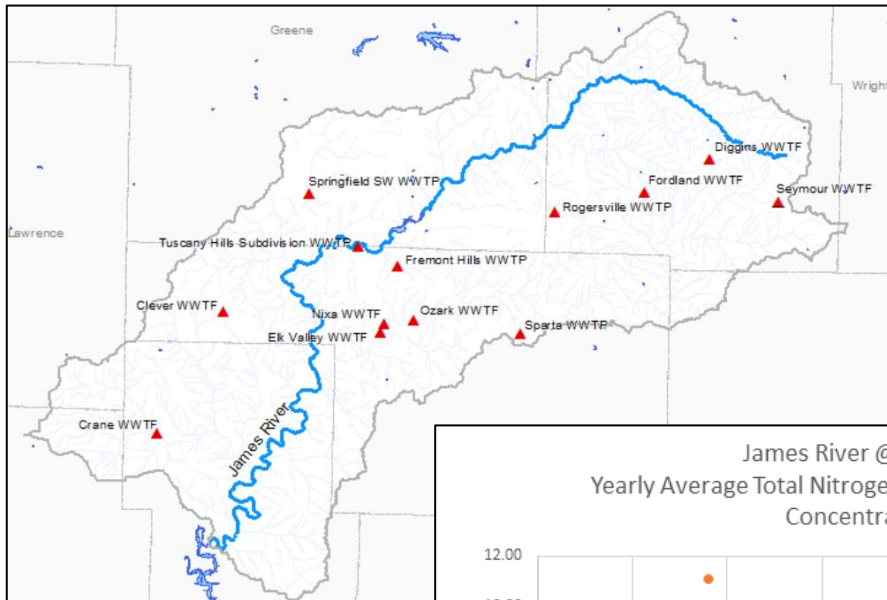 Greene
Wright
Diggins WWTF
Springfield SW WWTP
Fordland WWTF
Seymour WWTF
Rogersville WWTP
Lawrence
Tuscany Hills Subdivision WWTP
Fremont Hills WWTP
Clever WWTF
Nixa WWTF
Ozark WWTF
Elk Valley WWTF
Sparta WWTP
Crane WWTF
James River
James River @
Yearly Average Total Nitroge
Concentra
12.00